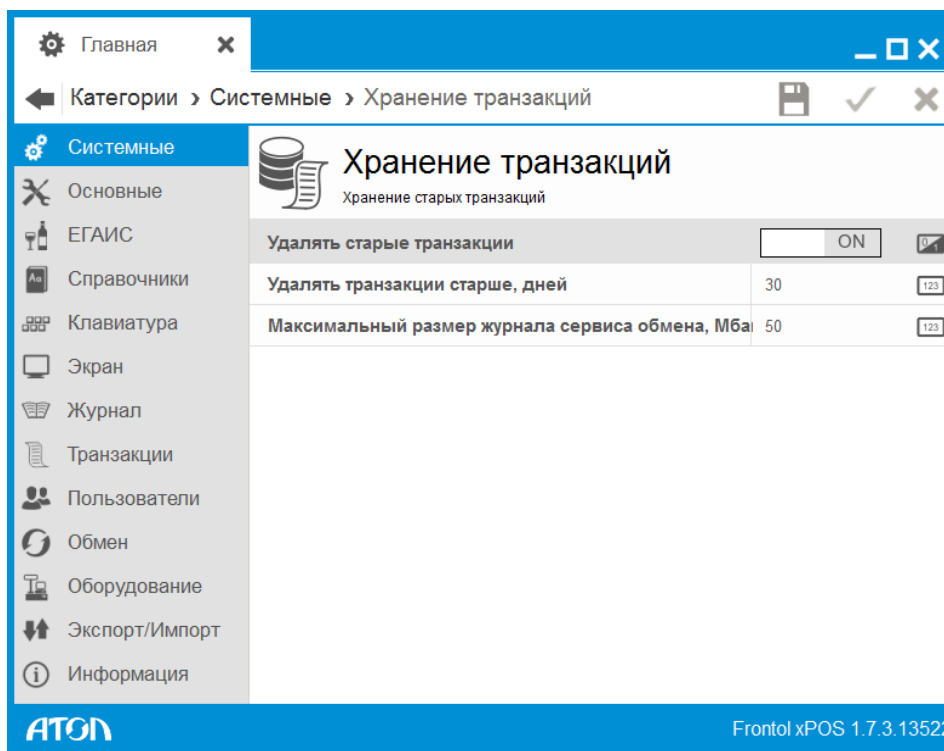 Главная
Категории › Системные › Хранение транзакций
Системные
Основные
ЕГАИС
Справочники
Клавиатура
Экран
Журнал
Транзакции
Пользователи
Обмен
Оборудование
Экспорт/Импорт
Информация
Хранение транзакций
Хранение старых транзакций
Удалять старые транзакции ON
Удалять транзакции старше, дней 30 123
Максимальный размер журнала сервиса обмена, Мба 50 123
ATOL
Frontol xPOS 1.7.3.13522